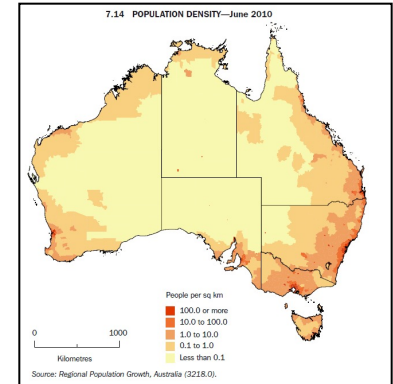 7.14 POPULATION DENSITY—June 2010
People per sq km
100.0 or more
10.0 to 100.0
1.0 to 10.0
0.1 to 1.0
Less than 0.1
0 1000
Kilometres
Source: Regional Population Growth, Australia (3218.0).